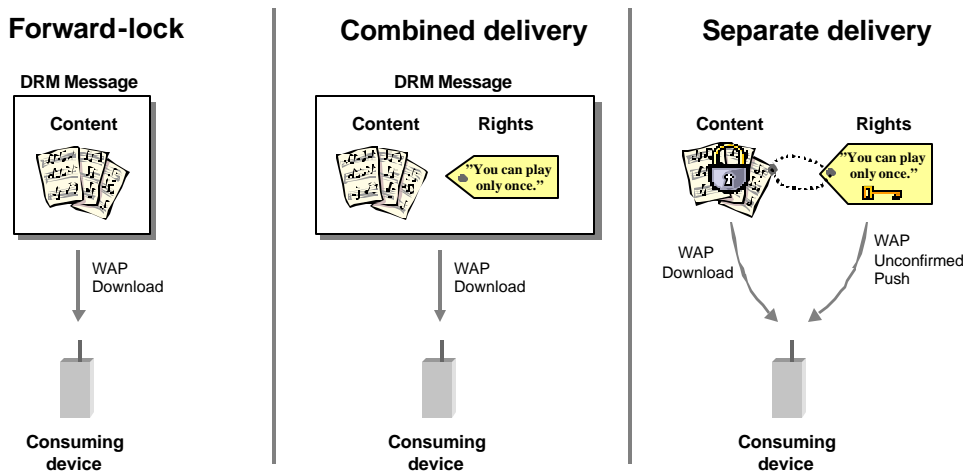 Forward-lock
DRM Message
Content
WAP
Download
Consuming
device
Combined delivery
DRM Message
Content
Rights
”You can play
only once.”
WAP
Download
Consuming
device
Separate delivery
Content
Rights
”You can play
only once.”
WAP
Download
WAP
Unconfirmed
Push
Consuming
device